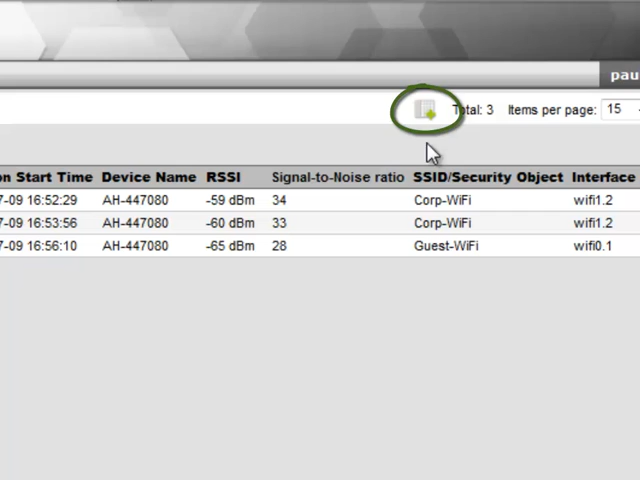 pau
Total: 3 Items per page: 15
on Start Time Device Name RSSI Signal-to-Noise ratio SSID/Security Object Interface
7-09 16:52:29 AH-447080 -59 dBm 34 Corp-WiFi wifi1.2
7-09 16:53:56 AH-447080 -60 dBm 33 Corp-WiFi wifi1.2
7-09 16:56:10 AH-447080 -65 dBm 28 Guest-WiFi wifi0.1